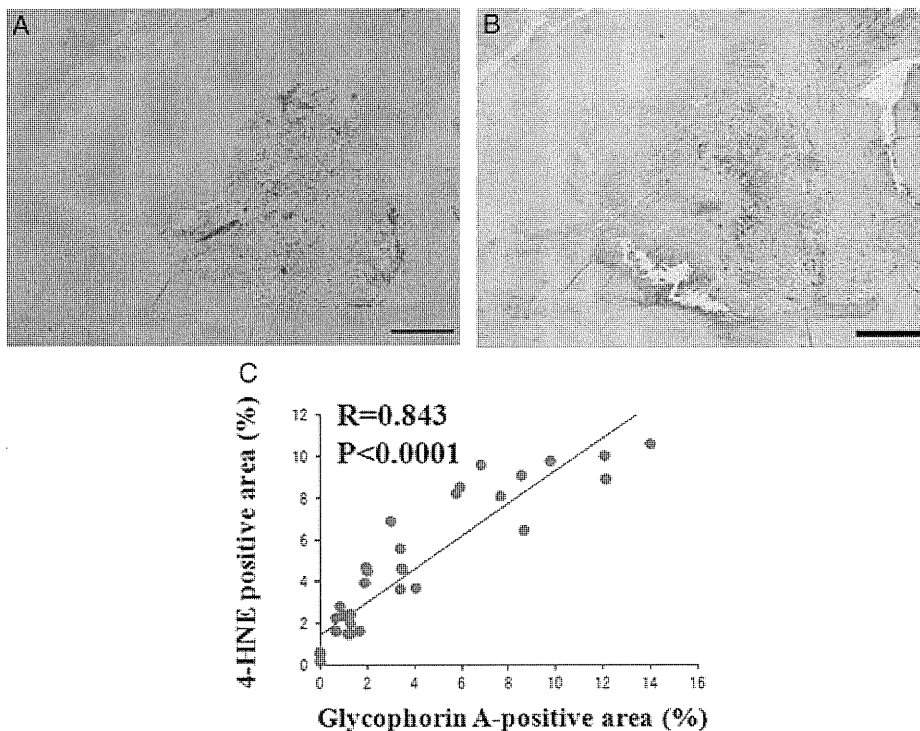 A
B
C
R=0.843
P<0.0001
4-HNE positive area (%)
12
10
8
6
4
2
0
0 2 4 6 8 10 12 14 16
Glycophorin A-positive area (%)